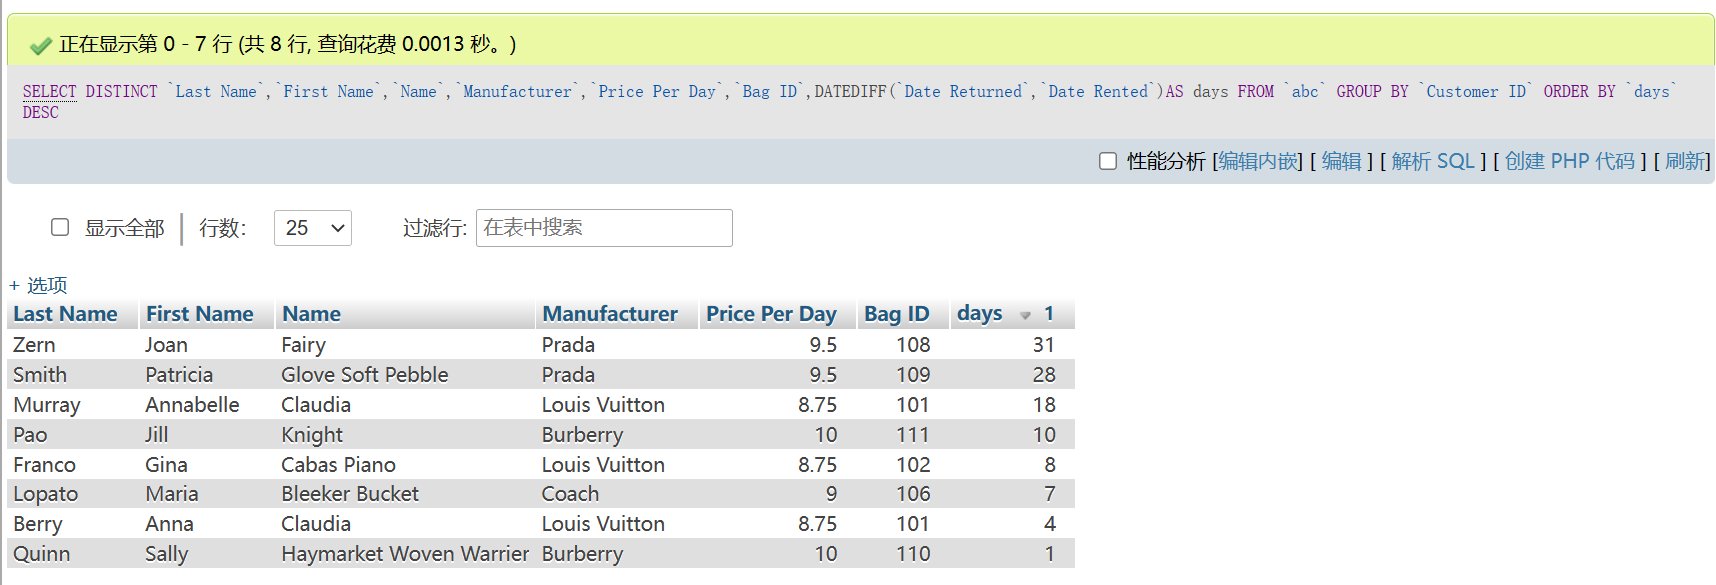 正在显示第 0 - 7 行 (共 8 行, 查询花费 0.0013 秒。)
SELECT DISTINCT `Last Name`,`First Name`,`Name`,`Manufacturer`,`Price Per Day`,`Bag ID`,DATEDIFF(`Date Returned`,`Date Rented`)AS days FROM `abc` GROUP BY `Customer ID` ORDER BY `days`
DESC
性能分析 [编辑内嵌] [ 编辑 ] [ 解析 SQL ] [ 创建 PHP 代码 ] [ 刷新]
显示全部 | 行数: 25 过滤行: 在表中搜索
+ 选项
Last Name First Name Name Manufacturer Price Per Day Bag ID days 1
Zern Joan Fairy Prada 9.5 108 31
Smith Patricia Glove Soft Pebble Prada 9.5 109 28
Murray Annabelle Claudia Louis Vuitton 8.75 101 18
Pao Jill Knight Burberry 10 111 10
Franco Gina Cabas Piano Louis Vuitton 8.75 102 8
Lopato Maria Bleeker Bucket Coach 9 106 7
Berry Anna Claudia Louis Vuitton 8.75 101 4
Quinn Sally Haymarket Woven Warrier Burberry 10 110 1